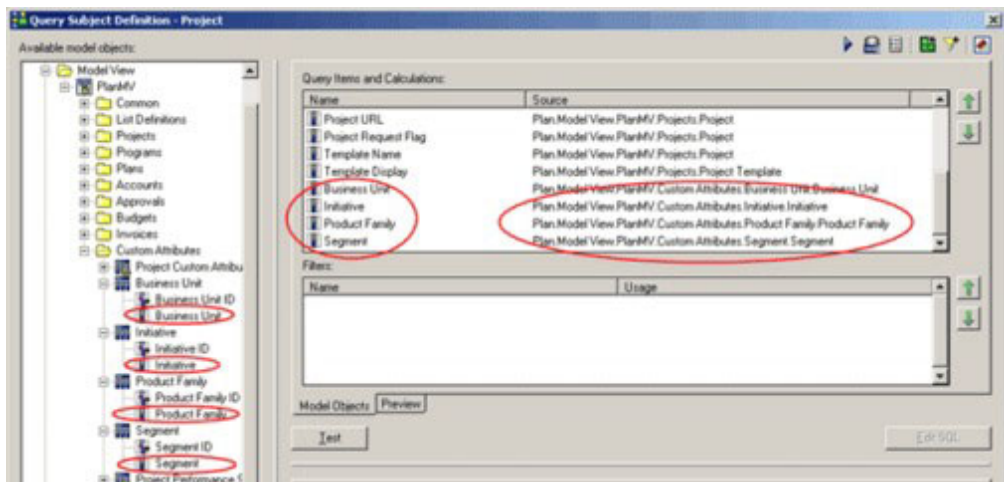 Query Subject Definition - Project
Available model objects:
Model View
PlanMV
Common
List Definitions
Projects
Programs
Plans
Accounts
Approvals
Budgets
Invoices
Custom Attributes
Project Custom Attribu
Business Unit
Business Unit ID
Business Unit
Initiative
Initiative ID
Initiative
Product Family
Product Family ID
Product Family
Segment
Segment ID
Segment
Project Performance S
Query Items and Calculations:
Name Source
Project URL Plan.Model View.PlanMV.Projects.Project
Project Request Flag Plan.Model View.PlanMV.Projects.Project
Template Name Plan.Model View.PlanMV.Projects.Project
Template Display Plan.Model View.PlanMV.Projects.Project Template
Business Unit Plan.Model View.PlanMV.Custom Attributes.Business Unit.Business Unit
Initiative Plan.Model View.PlanMV.Custom Attributes.Initiative.Initiative
Product Family Plan.Model View.PlanMV.Custom Attributes.Product Family.Product Family
Segment Plan.Model View.PlanMV.Custom Attributes.Segment.Segment
Filters:
Name Usage
Model Objects Preview
Test Edit SQL